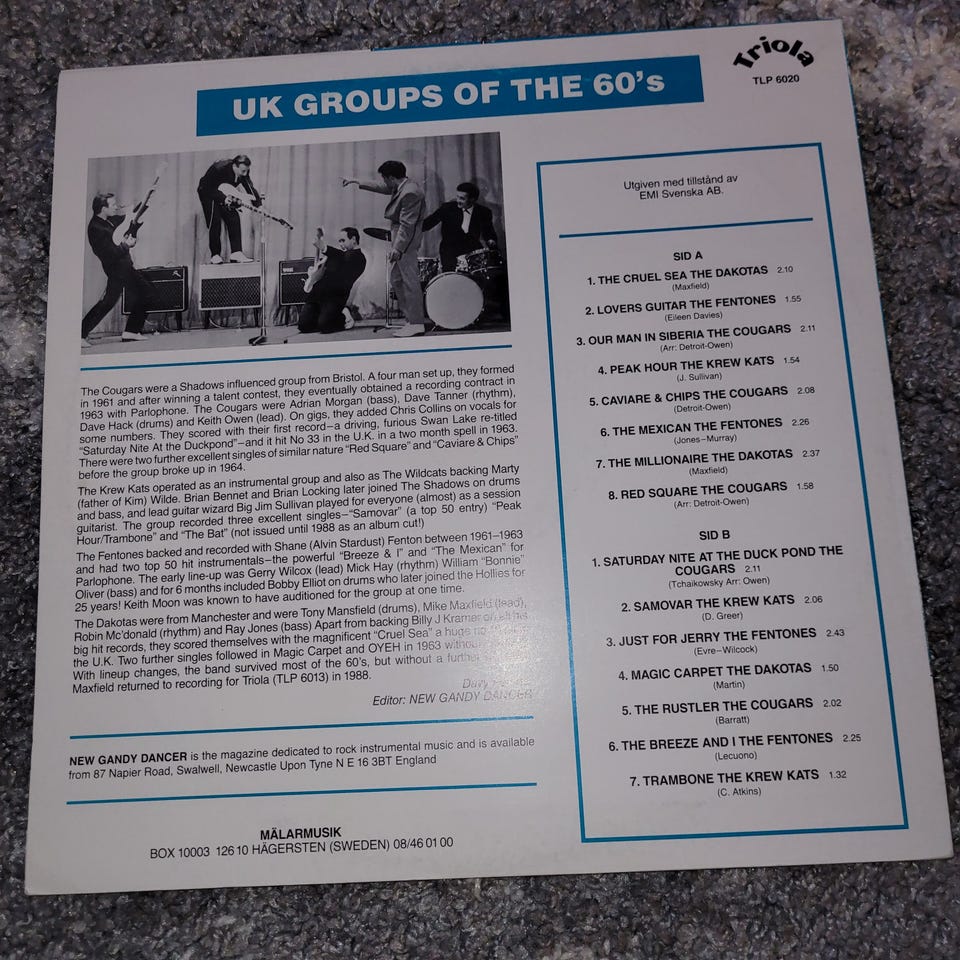 Triola
TLP 6020
UK GROUPS OF THE 60's
The Cougars were a Shadows influenced group from Bristol. A four man set up, they formed
in 1961 and after winning a talent contest, they eventually obtained a recording contract in
1963 with Parlophone. The Cougars were Adrian Morgan (bass), Dave Tanner (rhythm),
Dave Hack (drums) and Keith Owen (lead). On gigs, they added Chris Collins on vocals for
some numbers. They scored with their first record–a driving, furious Swan Lake re-titled
"Saturday Nite At the Duckpond"–and it hit No 33 in the U.K. in a two month spell in 1963.
There were two further excellent singles of similar nature "Red Square" and "Caviare & Chips"
before the group broke up in 1964.
The Krew Kats operated as an instrumental group and also as The Wildcats backing Marty
(father of Kim) Wilde. Brian Bennet and Brian Locking later joined The Shadows on drums
and bass, and lead guitar wizard Big Jim Sullivan played for everyone (almost) as a session
guitarist. The group recorded three excellent singles–"Samovar" (a top 50 entry) "Peak
Hour/Trambone" and "The Bat" (not issued until 1988 as an album cut!)
The Fentones backed and recorded with Shane (Alvin Stardust) Fenton between 1961–1963
and had two top 50 hit instrumentals–the powerful "Breeze & I" and "The Mexican" for
Parlophone. The early line-up was Gerry Wilcox (lead) Mick Hay (rhythm) William "Bonnie"
Oliver (bass) and for 6 months included Bobby Elliot on drums who later joined the Hollies for
25 years! Keith Moon was known to have auditioned for the group at one time.
The Dakotas were from Manchester and were Tony Mansfield (drums), Mike Maxfield (lead),
Robin Mc'donald (rhythm) and Ray Jones (bass) Apart from backing Billy J Kramer on all his
big hit records, they scored themselves with the magnificent "Cruel Sea" a huge
the U.K. Two further singles followed in Magic Carpet and OYEH in 1963
With lineup changes, the band survived most of the 60's, but without a further
Maxfield returned to recording for Triola (TLP 6013) in 1988.
Editor: NEW GANDY DANCER
NEW GANDY DANCER is the magazine dedicated to rock instrumental music and is available
from 87 Napier Road, Swalwell, Newcastle Upon Tyne N E 16 3BT England
MÄLARMUSIK
BOX 10003 126 10 HÄGERSTEN (SWEDEN) 08/46 01 00
Utgiven med tillstånd av
EMI Svenska AB.
SID A
1. THE CRUEL SEA THE DAKOTAS 2.10
(Maxfield)
2. LOVERS GUITAR THE FENTONES 1.55
(Eileen Davies)
3. OUR MAN IN SIBERIA THE COUGARS 2.11
(Arr: Detroit-Owen)
4. PEAK HOUR THE KREW KATS 1.54
(J. Sullivan)
5. CAVIARE & CHIPS THE COUGARS 2.08
(Detroit-Owen)
6. THE MEXICAN THE FENTONES 2.26
(Jones–Murray)
7. THE MILLIONAIRE THE DAKOTAS 2.37
(Maxfield)
8. RED SQUARE THE COUGARS 1.58
(Arr: Detroit-Owen)
SID B
1. SATURDAY NITE AT THE DUCK POND THE
COUGARS 2.11
(Tchaikowsky Arr: Owen)
2. SAMOVAR THE KREW KATS 2.06
(D. Greer)
3. JUST FOR JERRY THE FENTONES 2.43
(Evre–Wilcock)
4. MAGIC CARPET THE DAKOTAS 1.50
(Martin)
5. THE RUSTLER THE COUGARS 2.02
(Barratt)
6. THE BREEZE AND I THE FENTONES 2.25
(Lecuono)
7. TRAMBONE THE KREW KATS 1.32
(C. Atkins)